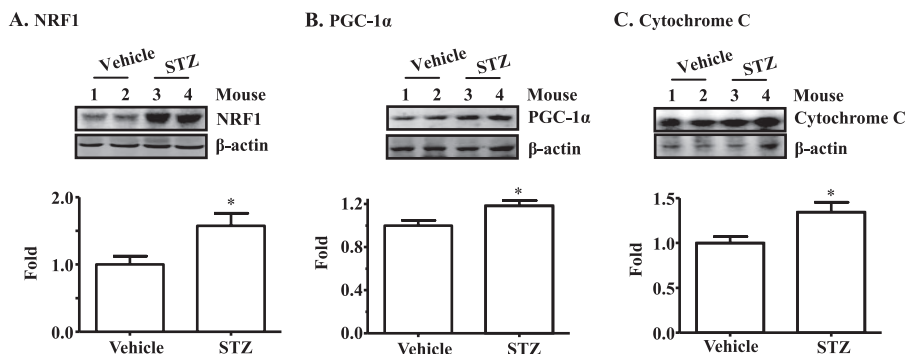 A. NRF1
Vehicle STZ
1 2 3 4 Mouse
NRF1
β-actin
2.0
*
1.0
0.0
Fold
Vehicle STZ
B. PGC-1α
Vehicle STZ
1 2 3 4 Mouse
PGC-1α
β-actin
1.2
*
0.8
0.4
0.0
Fold
Vehicle STZ
C. Cytochrome C
Vehicle STZ
1 2 3 4 Mouse
Cytochrome C
β-actin
1.5
*
1.0
0.5
0.0
Fold
Vehicle STZ